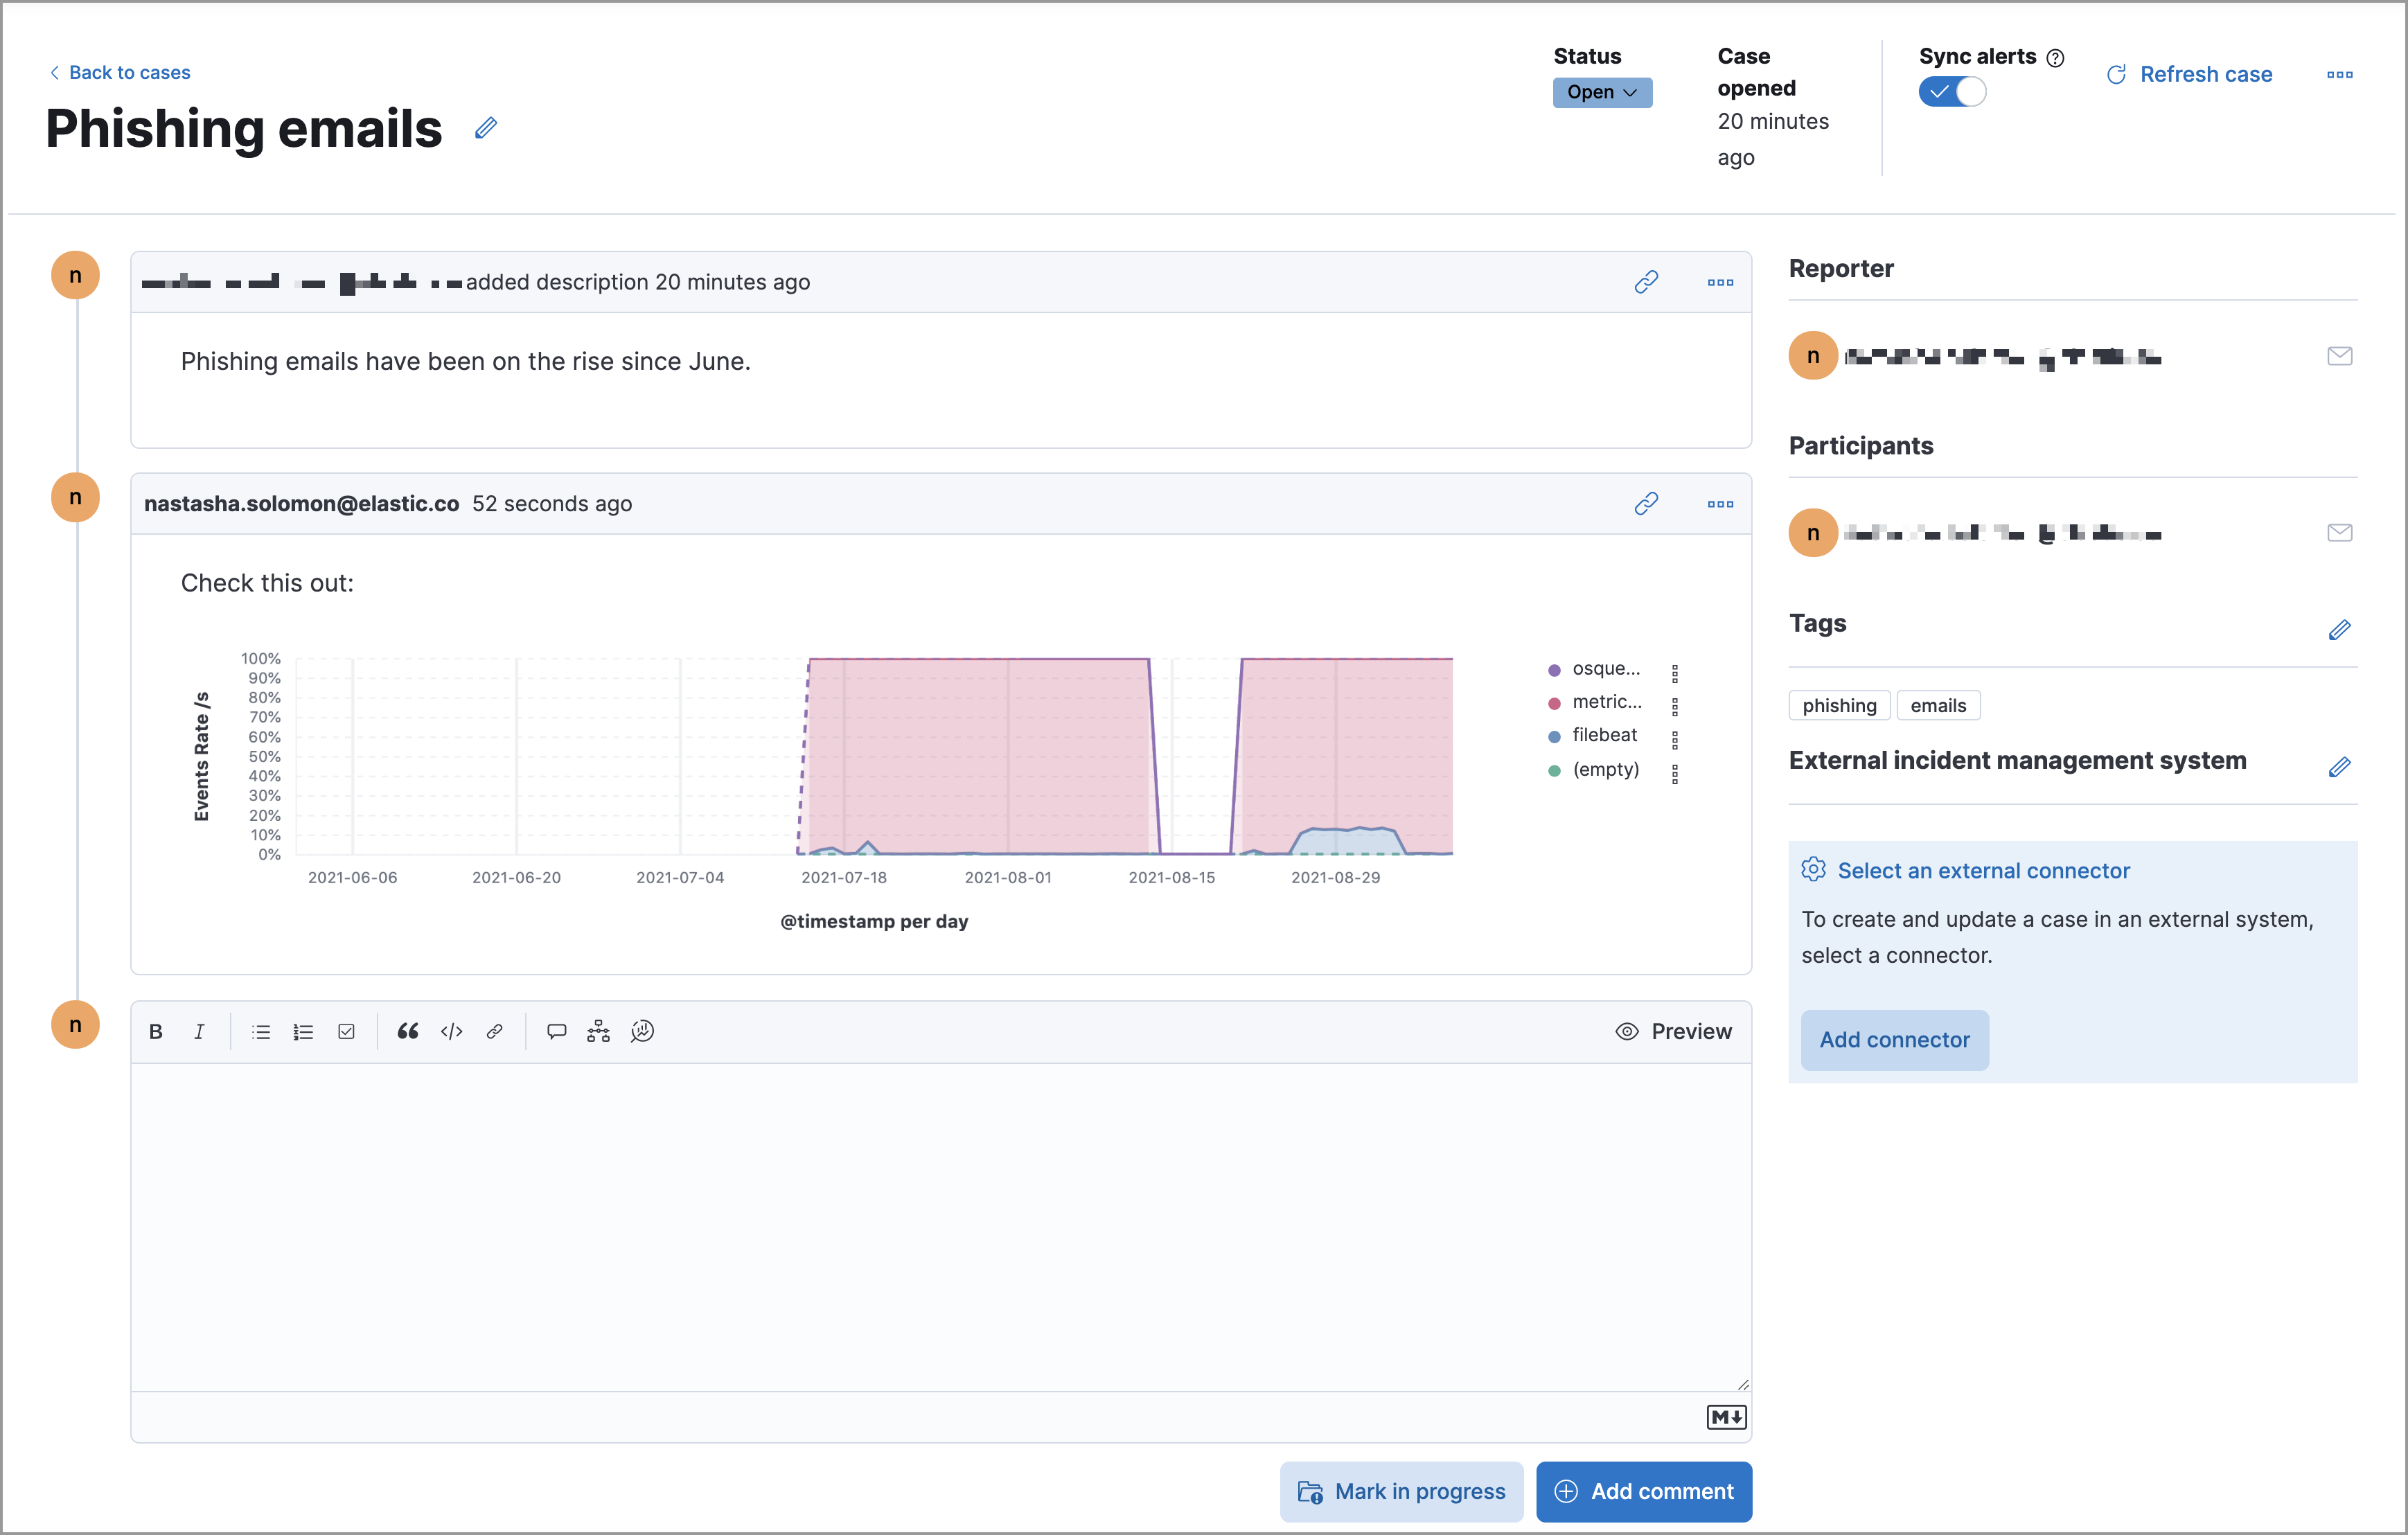 Back to cases
Phishing emails
Status
Open
Case
opened
20 minutes
ago
Sync alerts
Refresh case
n
added description 20 minutes ago
Phishing emails have been on the rise since June.
n
nastasha.solomon@elastic.co 52 seconds ago
Check this out:
Events Rate /s
100%
90%
80%
70%
60%
50%
40%
30%
20%
10%
0%
2021-06-06 2021-06-20 2021-07-04 2021-07-18 2021-08-01 2021-08-15 2021-08-29
@timestamp per day
osque...
metric...
filebeat
(empty)
n
B I
Preview
M
Mark in progress
Add comment
Reporter
n
Participants
n
Tags
phishing emails
External incident management system
Select an external connector
To create and update a case in an external system,
select a connector.
Add connector